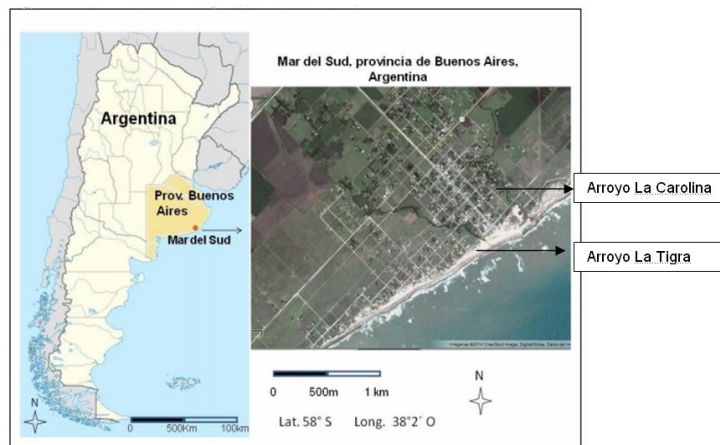 Argentina
Prov. Buenos
Aires
Mar del Sud
N
0 500Km 100km
Mar del Sud, provincia de Buenos Aires,
Argentina
Arroyo La Carolina
Arroyo La Tigra
0 500m 1 km
N
Lat. 58° S Long. 38°2´ O